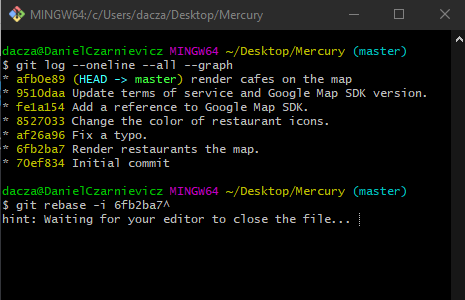 MINGW64:/c/Users/dacza/Desktop/Mercury
dacza@DanielCzarnievicz MINGW64 ~/Desktop/Mercury (master)
$ git log --oneline --all --graph
* afb0e89 (HEAD -> master) render cafes on the map
* 9510daa Update terms of service and Google Map SDK version.
* fe1a154 Add a reference to Google Map SDK.
* 8527033 Change the color of restaurant icons.
* af26a96 Fix a typo.
* 6fb2ba7 Render restaurants the map.
* 70ef834 Initial commit
dacza@DanielCzarnievicz MINGW64 ~/Desktop/Mercury (master)
$ git rebase -i 6fb2ba7^
hint: Waiting for your editor to close the file...